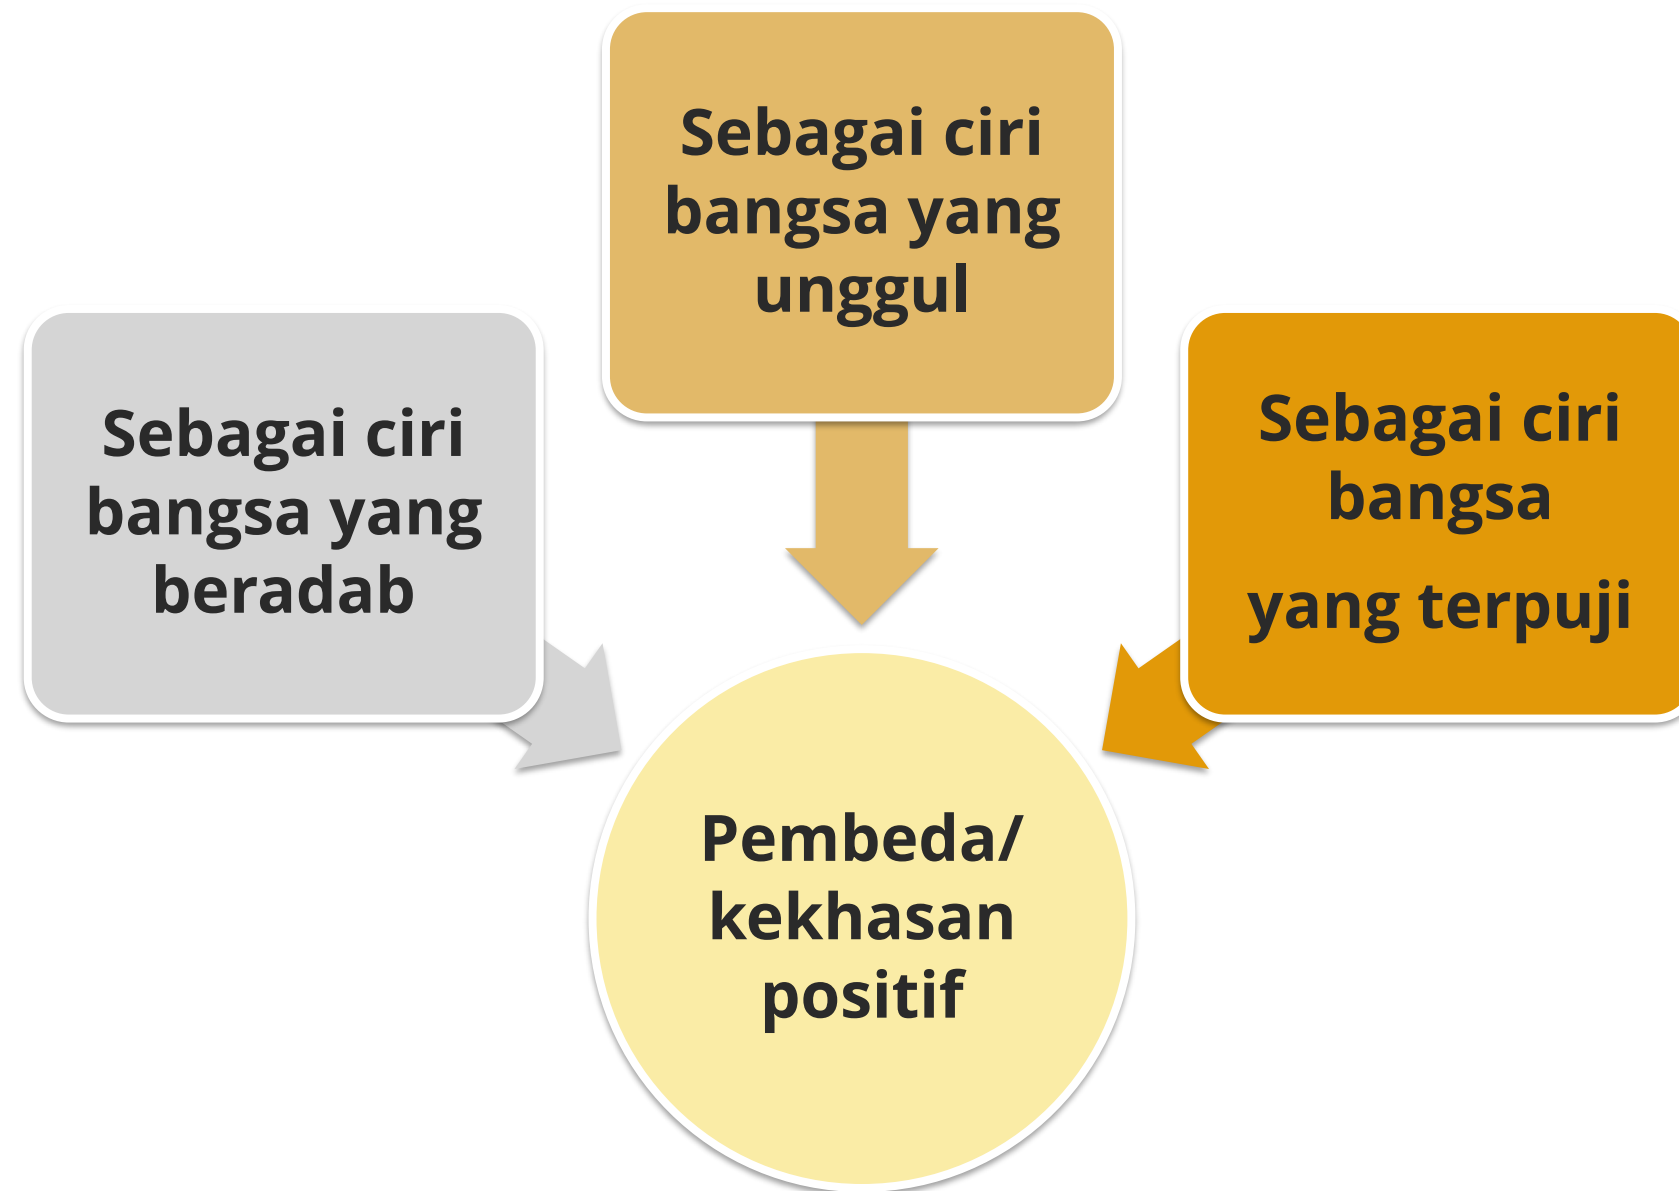 Sebagai ciri
bangsa yang
beradab
Sebagai ciri
bangsa yang
unggul
Sebagai ciri
bangsa
yang terpuji
Pembeda/
kekhasan
positif